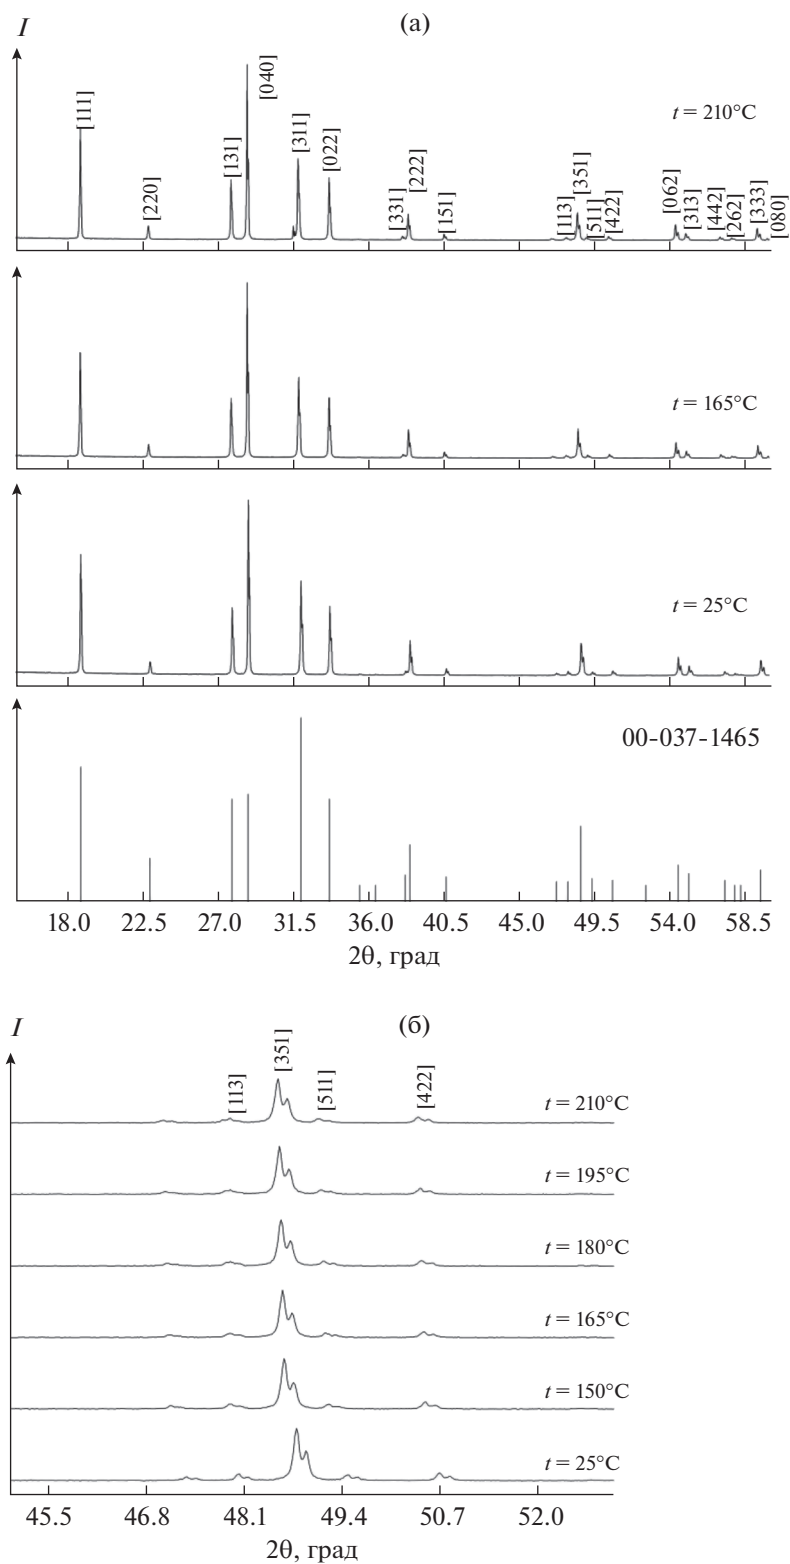 I
(а)
[111]
[220]
[131]
[040]
[311]
[022]
[331]
[222]
[151]
[113]
[351]
[511]
[422]
[062]
[313]
[442]
[262]
[333]
[080]
t = 210°C
t = 165°C
t = 25°C
00-037-1465
18.0 22.5 27.0 31.5 36.0 40.5 45.0 49.5 54.0 58.5
2θ, град
I
(б)
[113]
[351]
[511]
[422]
t = 210°C
t = 195°C
t = 180°C
t = 165°C
t = 150°C
t = 25°C
45.5 46.8 48.1 49.4 50.7 52.0
2θ, град